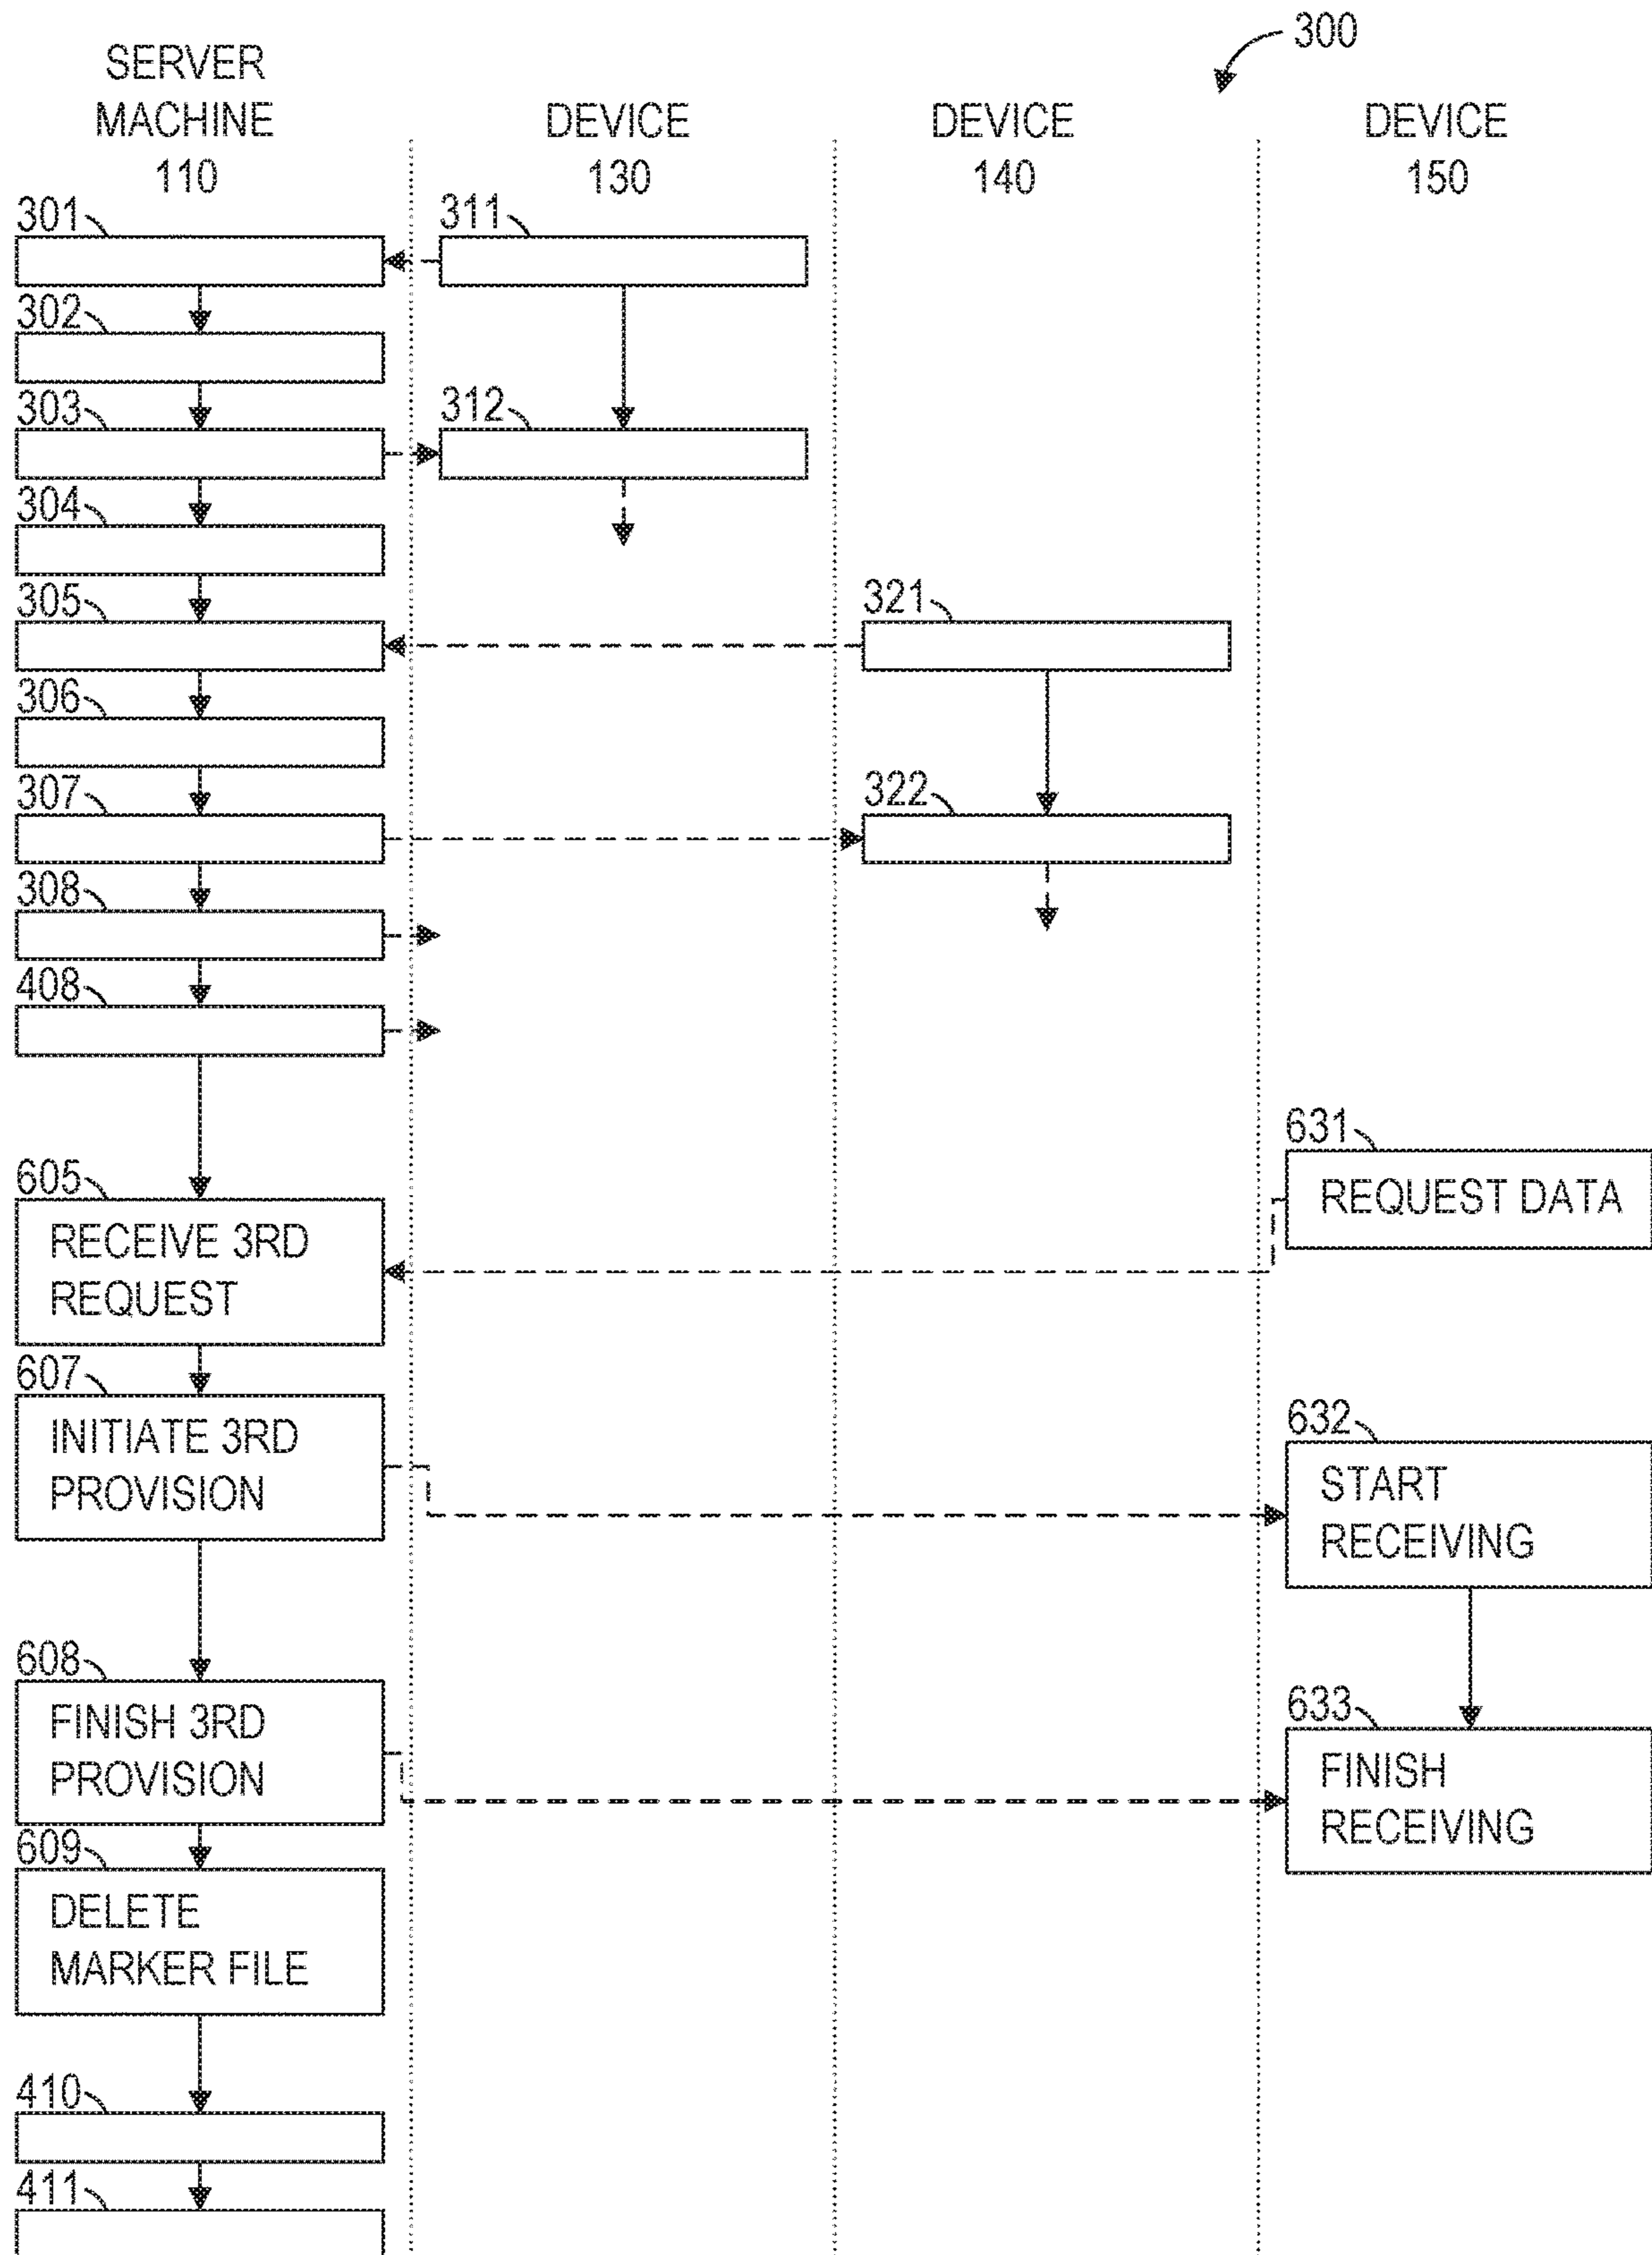 300
SERVER
MACHINE
110
DEVICE
130
DEVICE
140
DEVICE
150
301
311
302
303
312
304
305
321
306
307
322
308
408
631
REQUEST DATA
605
RECEIVE 3RD
REQUEST
607
INITIATE 3RD
PROVISION
632
START
RECEIVING
608
FINISH 3RD
PROVISION
633
FINISH
RECEIVING
609
DELETE
MARKER FILE
410
411